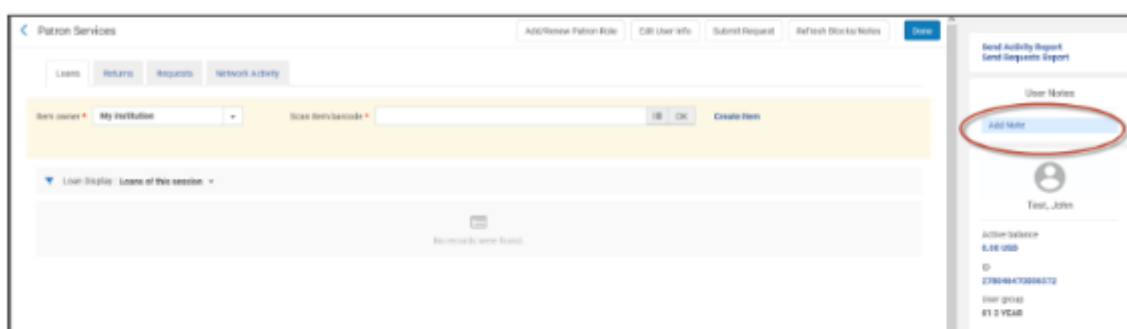 Patron Services
Add/Renew Patron Role
Edit User Info
Submit Request
Refresh Blocks/Notes
Done
Send Activity Report
Send Requests Report
Loans
Returns
Requests
Network Activity
User Notes
Item owner *
My Institution
Scan item barcode *
OK
Create Item
Add Note
Loan Display: Loans of this session
No records were found.
Test, John
Active balance
0.00 USD
ID
User group